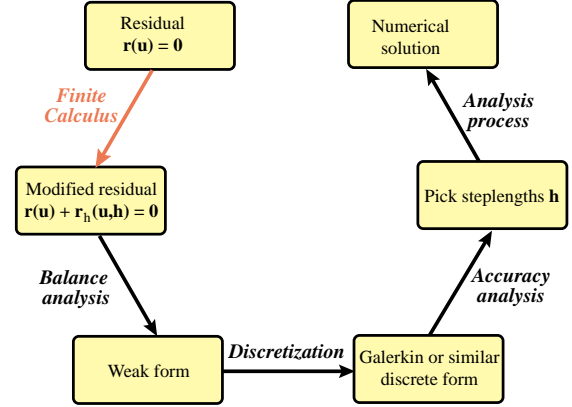 Residual
r(u) = 0
Finite
Calculus
Modified residual
r(u) + r_h(u,h) = 0
Balance
analysis
Weak form
Discretization
Galerkin or similar
discrete form
Accuracy
analysis
Pick steplengths h
Analysis
process
Numerical
solution